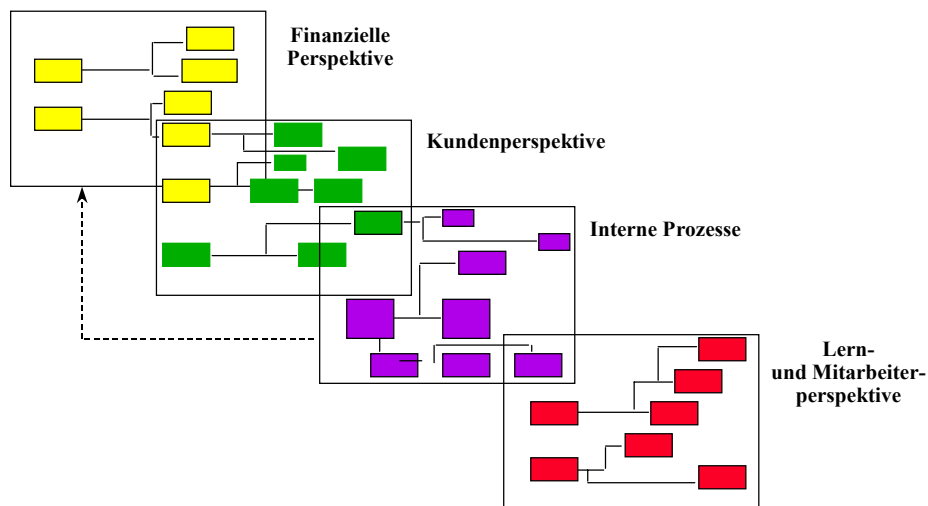 Finanzielle
Perspektive
Kundenperspektive
Interne Prozesse
Lern-
und Mitarbeiter-
perspektive